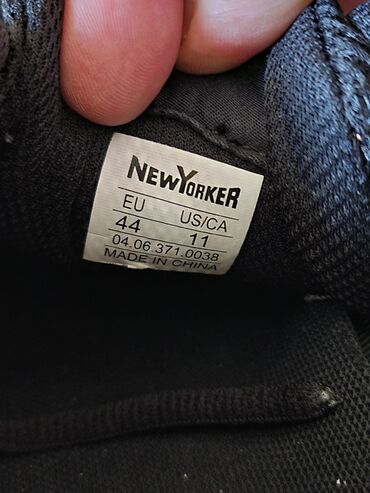 NEWYORKER
EU US/CA
44 11
04.06.371.0038
MADE IN CHINA